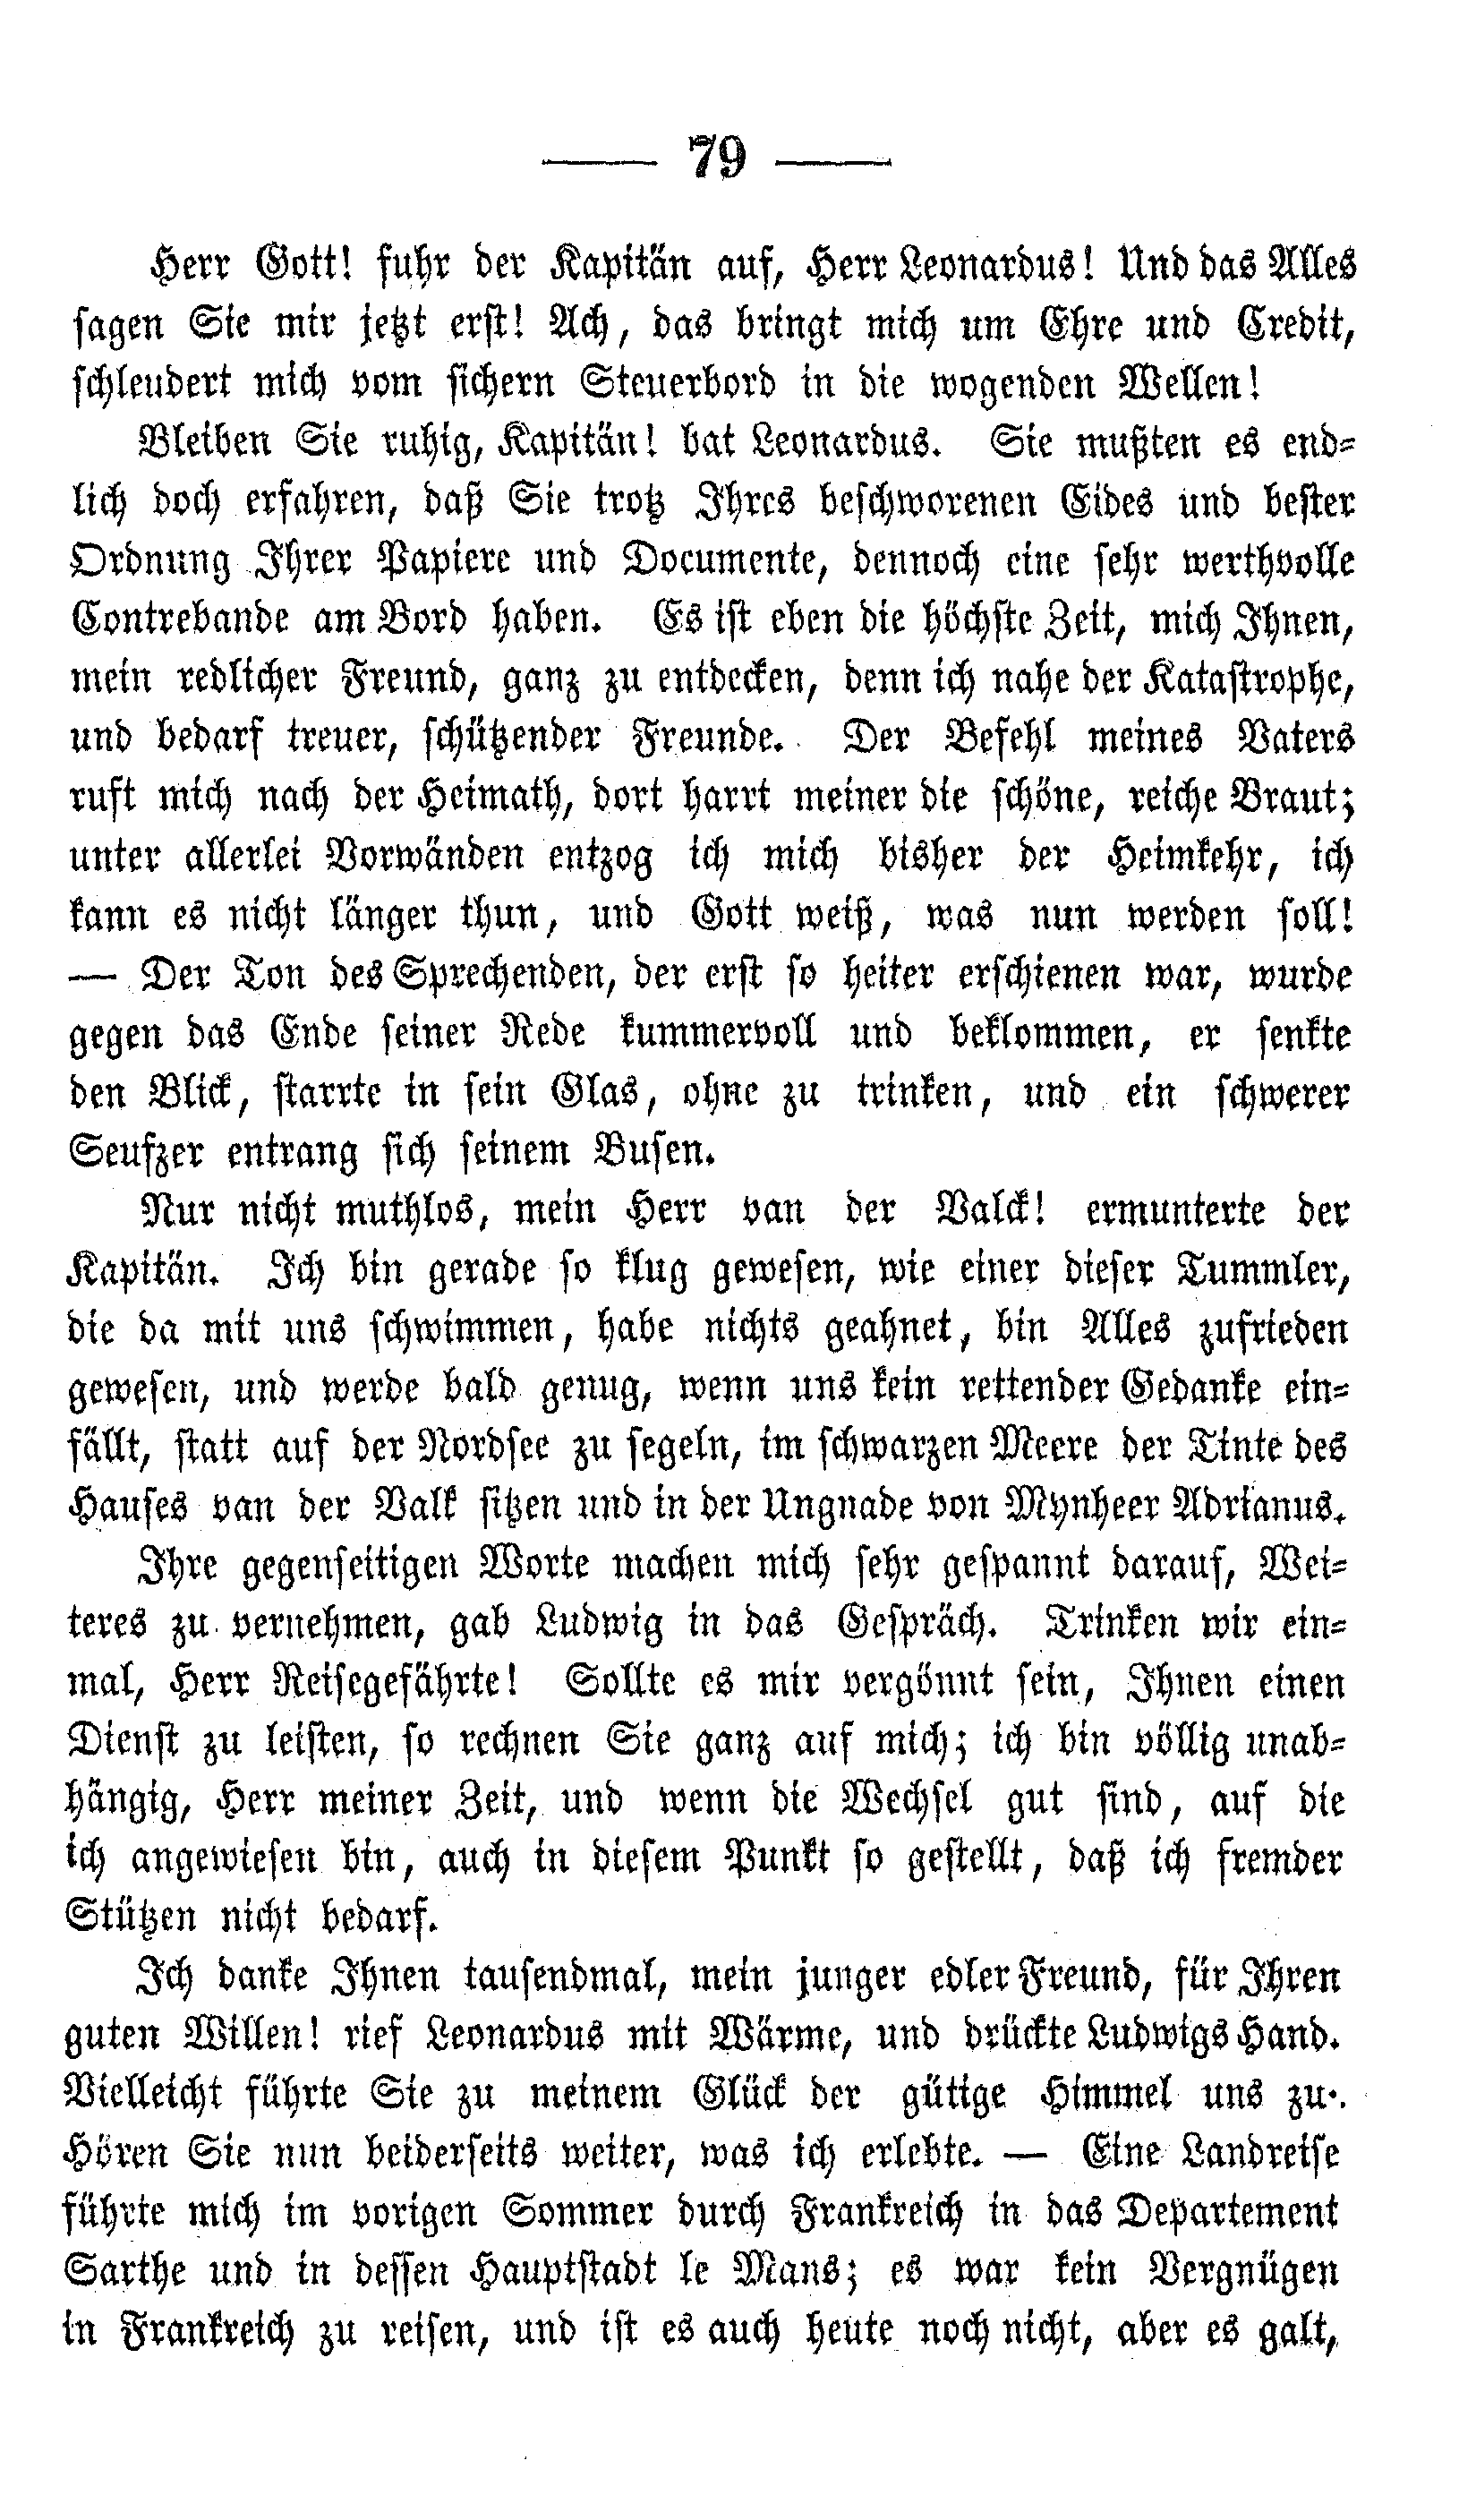 — 79 —
Herr Gott! fuhr der Kapitän auf, Herr Leonardus! Und das Alles
sagen Sie mir jetzt erst! Ach, das bringt mich um Ehre und Credit,
schleudert mich vom sichern Steuerbord in die wogenden Wellen!
Bleiben Sie ruhig, Kapitän! bat Leonardus. Sie mußten es end-
lich doch erfahren, daß Sie trotz Ihres beschworenen Eides und bester
Ordnung Ihrer Papiere und Documente, dennoch eine sehr werthvolle
Contrebande am Bord haben. Es ist eben die höchste Zeit, mich Ihnen,
mein redlicher Freund, ganz zu entdecken, denn ich nahe der Katastrophe,
und bedarf treuer, schützender Freunde. Der Befehl meines Vaters
ruft mich nach der Heimath, dort harrt meiner die schöne, reiche Braut;
unter allerlei Vorwänden entzog ich mich bisher der Heimkehr, ich
kann es nicht länger thun, und Gott weiß, was nun werden soll!
— Der Ton des Sprechenden, der erst so heiter erschienen war, wurde
gegen das Ende seiner Rede kummervoll und beklommen, er senkte
den Blick, starrte in sein Glas, ohne zu trinken, und ein schwerer
Seufzer entrang sich seinem Busen.
Nur nicht muthlos, mein Herr van der Valck! ermunterte der
Kapitän. Ich bin gerade so klug gewesen, wie einer dieser Tummler,
die da mit uns schwimmen, habe nichts geahnet, bin Alles zufrieden
gewesen, und werde bald genug, wenn uns kein rettender Gedanke ein-
fällt, statt auf der Nordsee zu segeln, im schwarzen Meere der Tinte des
Hauses van der Valk sitzen und in der Ungnade von Mynheer Adrianus.
Ihre gegenseitigen Worte machen mich sehr gespannt darauf, Wei-
teres zu vernehmen, gab Ludwig in das Gespräch. Trinken wir ein-
mal, Herr Reisegefährte! Sollte es mir vergönnt sein, Ihnen einen
Dienst zu leisten, so rechnen Sie ganz auf mich; ich bin völlig unab-
hängig, Herr meiner Zeit, und wenn die Wechsel gut sind, auf die
ich angewiesen bin, auch in diesem Punkt so gestellt, daß ich fremder
Stützen nicht bedarf.
Ich danke Ihnen tausendmal, mein junger edler Freund, für Ihren
guten Willen! rief Leonardus mit Wärme, und drückte Ludwigs Hand.
Vielleicht führte Sie zu meinem Glück der gütige Himmel uns zu.
Hören Sie nun beiderseits weiter, was ich erlebte. — Eine Landreise
führte mich im vorigen Sommer durch Frankreich in das Departement
Sarthe und in dessen Hauptstadt le Mans; es war kein Vergnügen
in Frankreich zu reisen, und ist es auch heute noch nicht, aber es galt,